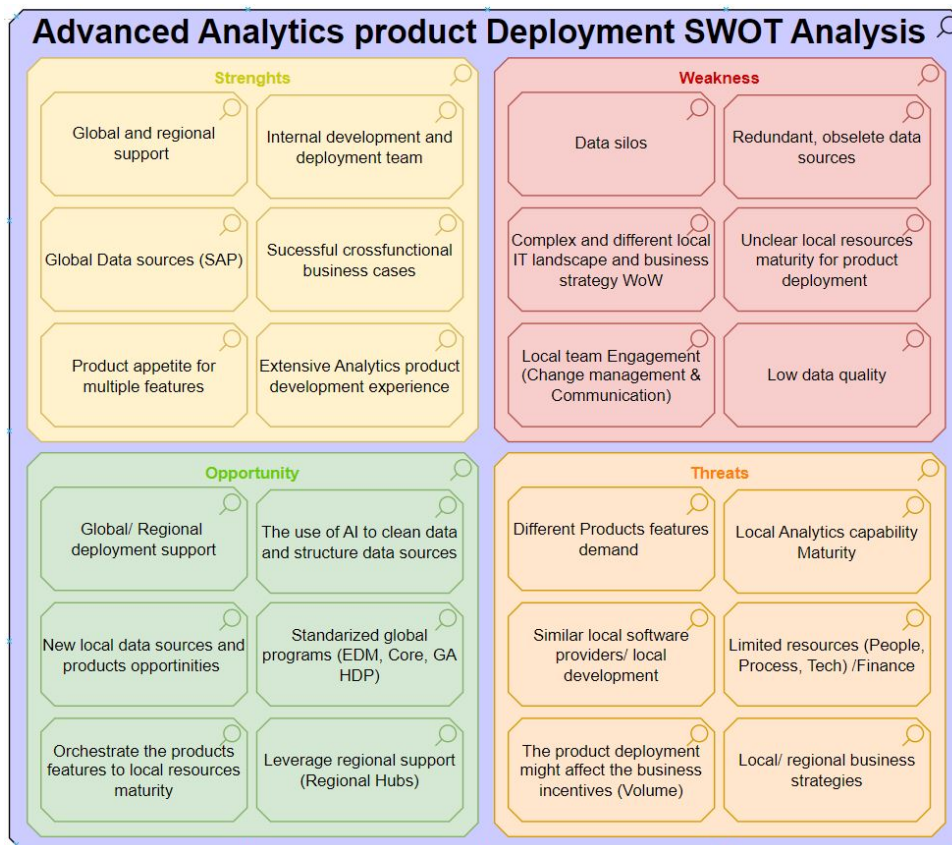 Advanced Analytics product Deployment SWOT Analysis
Strenghts
Global and regional
support
Internal development and
deployment team
Global Data sources (SAP)
Sucessful crossfunctional
business cases
Product appetite for
multiple features
Extensive Analytics product
development experience
Weakness
Data silos
Redundant, obselete data
sources
Complex and different local
IT landscape and business
strategy WoW
Unclear local resources
maturity for product
deployment
Local team Engagement
(Change management &
Communication)
Low data quality
Opportunity
Global/ Regional
deployment support
The use of AI to clean data
and structure data sources
New local data sources and
products opportinities
Standarized global
programs (EDM, Core, GA
HDP)
Orchestrate the products
features to local resources
maturity
Leverage regional support
(Regional Hubs)
Threats
Different Products features
demand
Local Analytics capability
Maturity
Similar local software
providers/ local
development
Limited resources (People,
Process, Tech) /Finance
The product deployment
might affect the business
incentives (Volume)
Local/ regional business
strategies